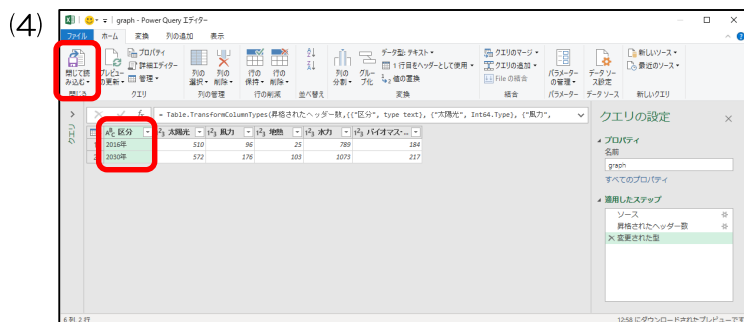 (4)
graph - Power Query エディター
ファイル ホーム 変換 列の追加 表示
閉じて読み込む▾
閉じる
プレビューの更新▾
プロパティ
詳細エディター
管理▾
クエリ
列の選択▾
列の削除▾
列の管理
行の保持▾
行の削除▾
行の削減
並べ替え
列の分割▾
グループ化
データ型: テキスト▾
1 行目をヘッダーとして使用▾
値の置換
変換
クエリのマージ▾
クエリの追加▾
File の結合
結合
パラメーターの管理▾
パラメーター
データ ソース設定
データ ソース
新しいソース▾
最近のソース▾
新しいクエリ
クエリ
= Table.TransformColumnTypes(昇格されたヘッダー数,{{"区分", type text}, {"太陽光", Int64.Type}, {"風力",
区分 太陽光 風力 地熱 水力 バイオマス・...
1 2016年 510 96 25 789 184
2030年 572 176 103 1073 217
クエリの設定
プロパティ
名前
graph
すべてのプロパティ
適用したステップ
ソース
昇格されたヘッダー数
変更された型
6 列、2 行
12:58 にダウンロードされたプレビューです